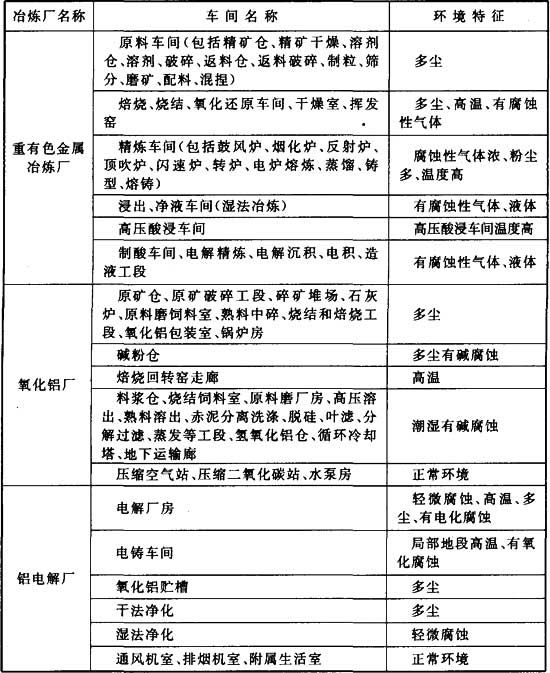 冶炼厂名称 车间名称 环境特征
重有色金属
冶炼厂
原料车间(包括精矿仓、精矿干燥、溶剂
仓、溶剂、破碎、返料仓、返料破碎、制粒、筛
分、磨矿、配料、混捏)
多尘
焙烧、烧结、氧化还原车间、干燥室、挥发
窑
多尘、高温、有腐蚀
性气体
精炼车间(包括鼓风炉、烟化炉、反射炉、
顶吹炉、闪速炉、转炉、电炉熔炼、蒸馏、铸
型、熔铸)
腐蚀性气体浓、粉尘
多、温度高
浸出、净液车间(湿法冶炼)
有腐蚀性气体、液体
高压酸浸车间
高压酸浸车间温度高
制酸车间、电解精炼、电解沉积、电积、造
液工段
有腐蚀性气体、液体
氧化铝厂
原矿仓、原矿破碎工段、碎矿堆场、石灰
炉、原料磨饲料室、熟料中碎、烧结和焙烧工
段、氧化铝包装室、锅炉房
多尘
碱粉仓
多尘有碱腐蚀
焙烧回转窑走廊
高温
料浆仓、烧结饲料室、原料磨厂房、高压溶
出、熟料溶出、赤泥分离洗涤、脱硅、叶滤、分
解过滤、蒸发等工段、氢氧化铝仓、循环冷却
塔、地下运输廊
潮湿有碱腐蚀
压缩空气站、压缩二氧化碳站、水泵房
正常环境
铝电解厂
电解厂房
轻微腐蚀、高温、多
尘、有电化腐蚀
电铸车间
局部地段高温、有氧
化腐蚀
氧化铝贮槽
多尘
干法净化
多尘
湿法净化
轻微腐蚀
通风机室、排烟机室、附属生活室
正常环境